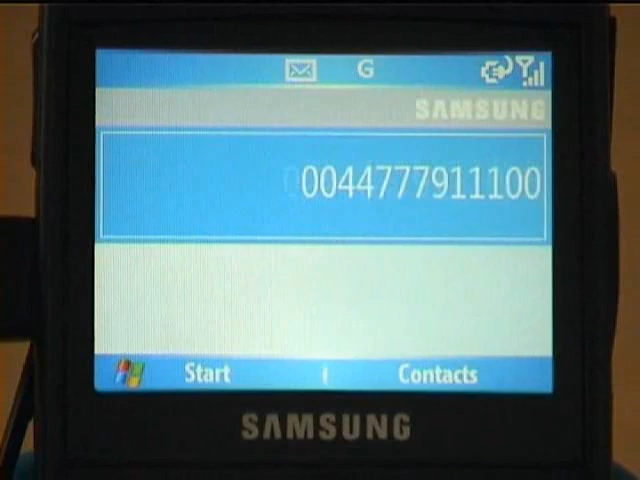 G
SAMSUNG
0044777911100
Start
Contacts
SAMSUNG